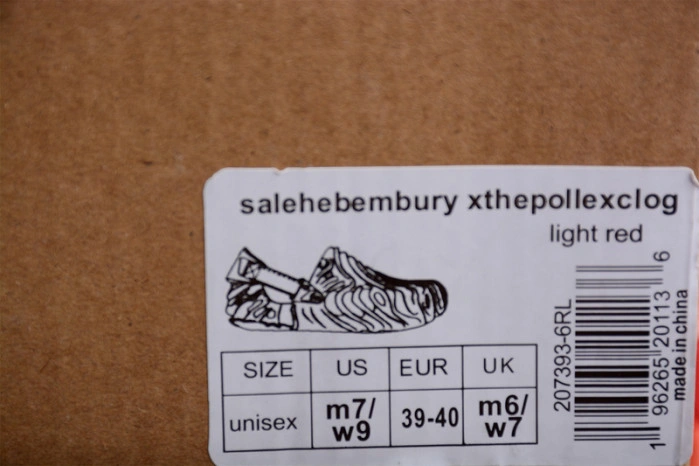 salehebembury xthepollexclog
light red
SIZE US EUR UK
unisex m7/w9 39-40 m6/w7
207393-6RL
1 96265 20113 6
made in china